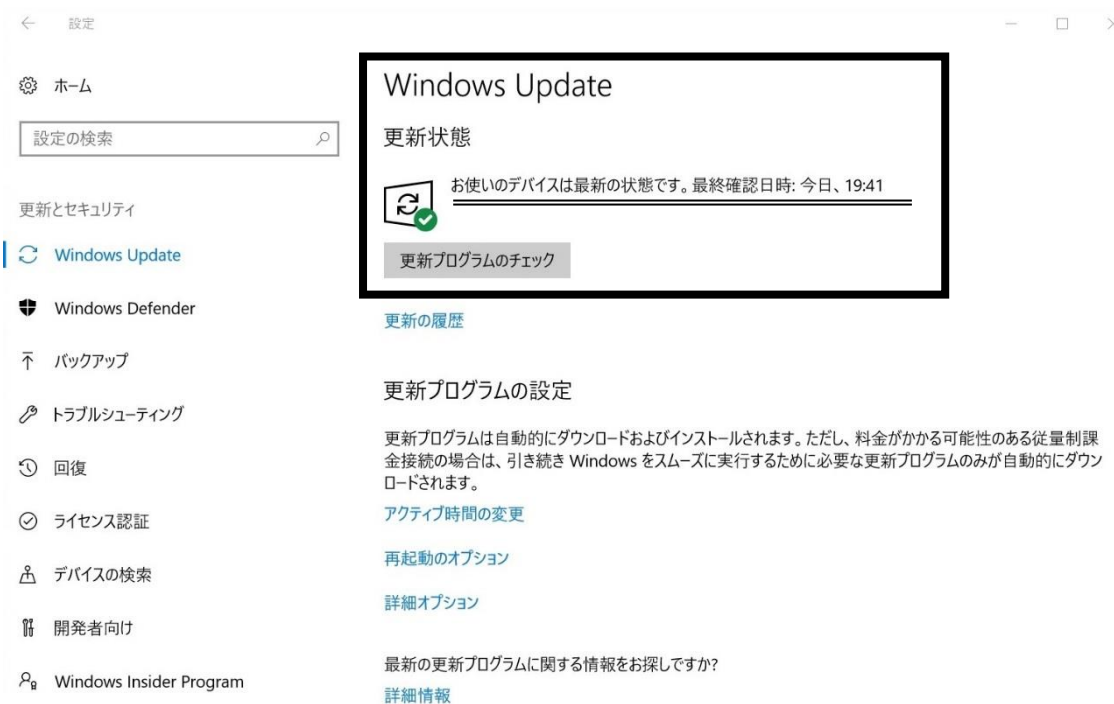 設定
ホーム
設定の検索
更新とセキュリティ
Windows Update
Windows Defender
バックアップ
トラブルシューティング
回復
ライセンス認証
デバイスの検索
開発者向け
Windows Insider Program
Windows Update
更新状態
お使いのデバイスは最新の状態です。最終確認日時: 今日、19:41
更新プログラムのチェック
更新の履歴
更新プログラムの設定
更新プログラムは自動的にダウンロードおよびインストールされます。ただし、料金がかかる可能性のある従量制課
金接続の場合は、引き続き Windows をスムーズに実行するために必要な更新プログラムのみが自動的にダウン
ロードされます。
アクティブ時間の変更
再起動のオプション
詳細オプション
最新の更新プログラムに関する情報をお探しですか?
詳細情報